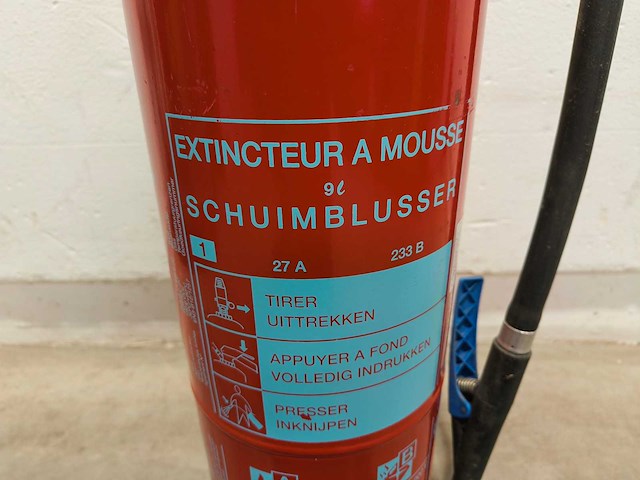 EXTINCTEUR A MOUSSE
9ℓ
SCHUIMBLUSSER
1
27 A
233 B
TIRER
UITTREKKEN
APPUYER A FOND
VOLLEDIG INDRUKKEN
PRESSER
INKNIJPEN
A
B